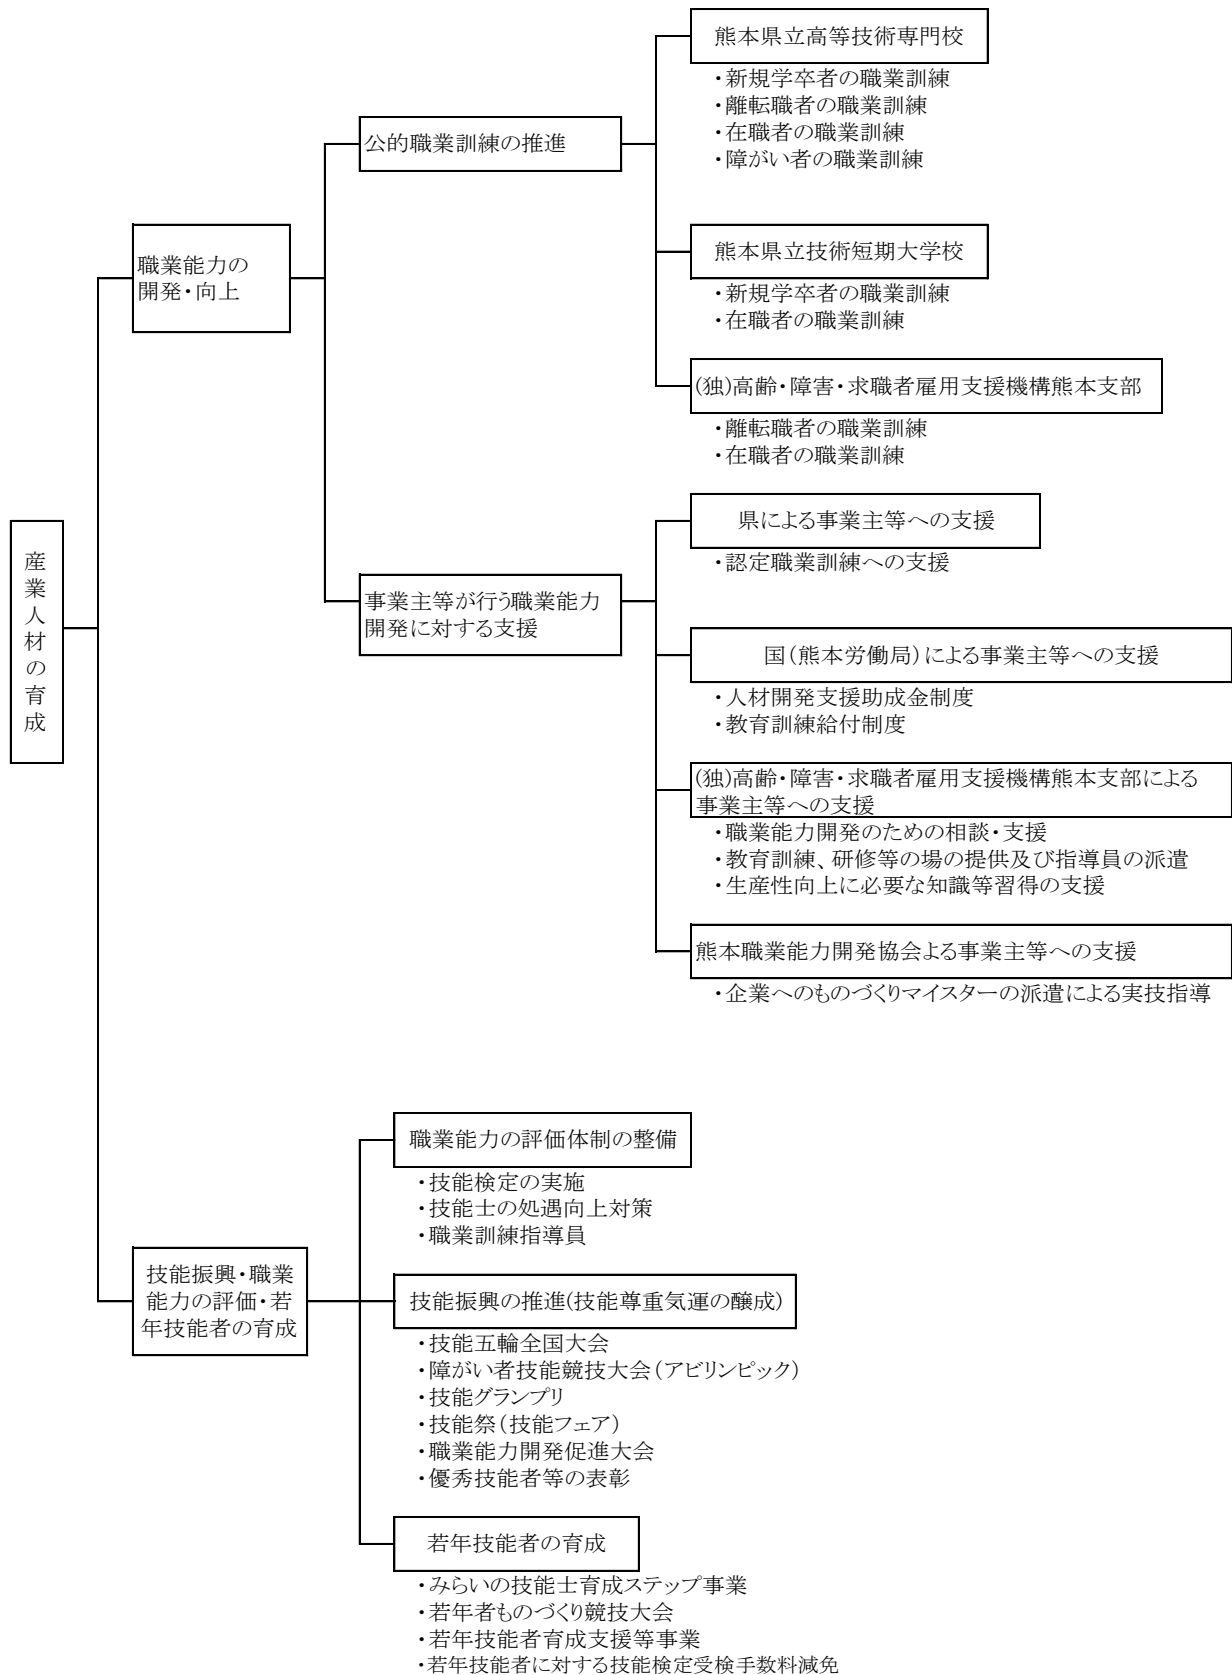 産業人材の育成
職業能力の
開発・向上
公的職業訓練の推進
熊本県立高等技術専門校
・新規学卒者の職業訓練
・離転職者の職業訓練
・在職者の職業訓練
・障がい者の職業訓練
熊本県立技術短期大学校
・新規学卒者の職業訓練
・在職者の職業訓練
(独)高齢・障害・求職者雇用支援機構熊本支部
・離転職者の職業訓練
・在職者の職業訓練
事業主等が行う職業能力
開発に対する支援
県による事業主等への支援
・認定職業訓練への支援
国(熊本労働局)による事業主等への支援
・人材開発支援助成金制度
・教育訓練給付制度
(独)高齢・障害・求職者雇用支援機構熊本支部による
事業主等への支援
・職業能力開発のための相談・支援
・教育訓練、研修等の場の提供及び指導員の派遣
・生産性向上に必要な知識等習得の支援
熊本職業能力開発協会よる事業主等への支援
・企業へのものづくりマイスターの派遣による実技指導
技能振興・職業
能力の評価・若
年技能者の育成
職業能力の評価体制の整備
・技能検定の実施
・技能士の処遇向上対策
・職業訓練指導員
技能振興の推進(技能尊重気運の醸成)
・技能五輪全国大会
・障がい者技能競技大会(アビリンピック)
・技能グランプリ
・技能祭(技能フェア)
・職業能力開発促進大会
・優秀技能者等の表彰
若年技能者の育成
・みらいの技能士育成ステップ事業
・若年者ものづくり競技大会
・若年技能者育成支援等事業
・若年技能者に対する技能検定受検手数料減免